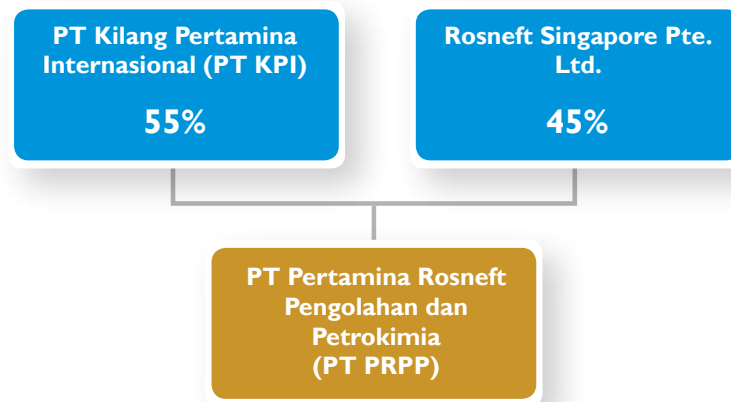 PT Kilang Pertamina
Internasional (PT KPI)
55%
Rosneft Singapore Pte.
Ltd.
45%
PT Pertamina Rosneft
Pengolahan dan
Petrokimia
(PT PRPP)